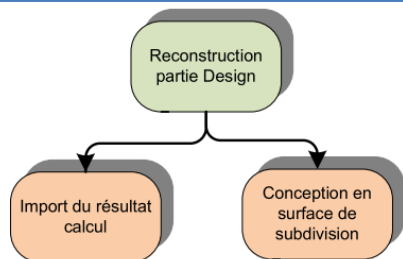 Reconstruction
partie Design
Import du résultat
calcul
Conception en
surface de
subdivision